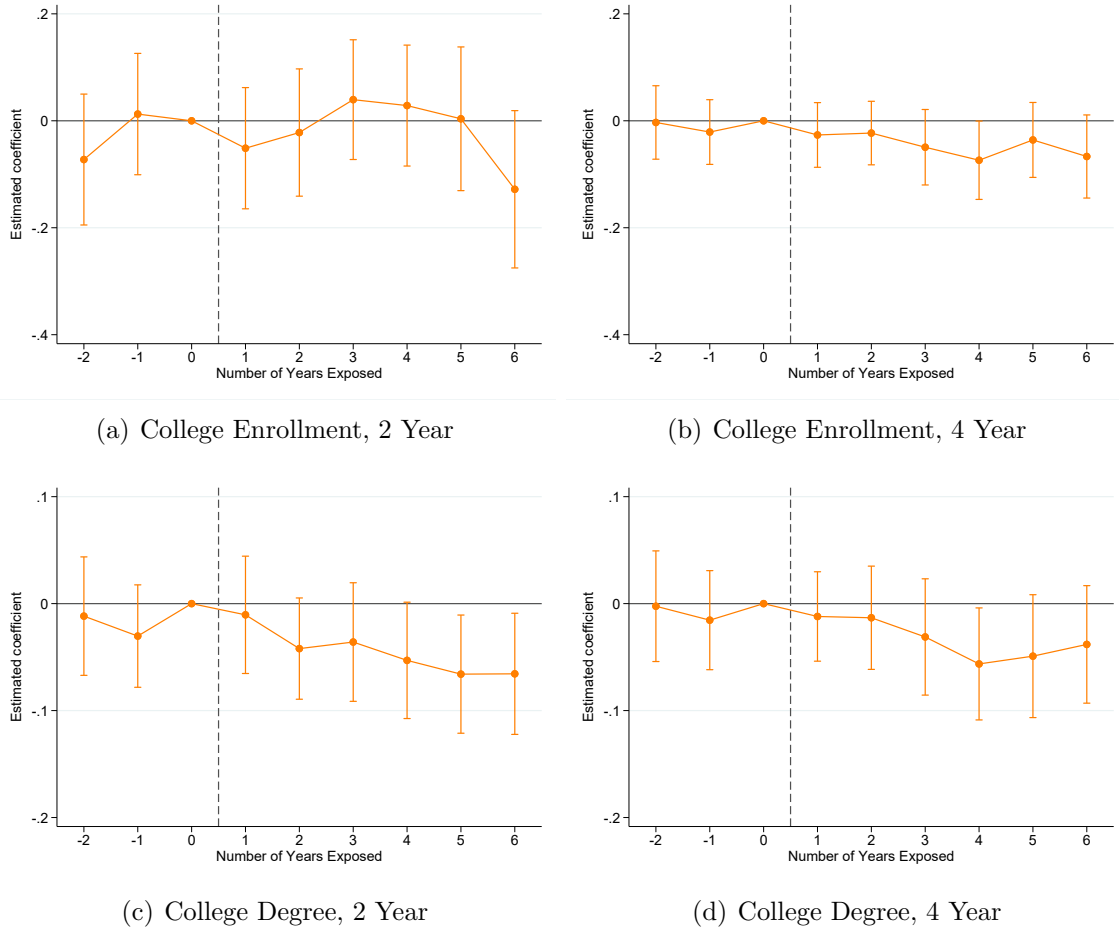 .2
0
-.2
-.4
Estimated coefficient
-2 -1 0 1 2 3 4 5 6
Number of Years Exposed
(a) College Enrollment, 2 Year
.2
0
-.2
-.4
Estimated coefficient
-2 -1 0 1 2 3 4 5 6
Number of Years Exposed
(b) College Enrollment, 4 Year
.1
0
-.1
-.2
Estimated coefficient
-2 -1 0 1 2 3 4 5 6
Number of Years Exposed
(c) College Degree, 2 Year
.1
0
-.1
-.2
Estimated coefficient
-2 -1 0 1 2 3 4 5 6
Number of Years Exposed
(d) College Degree, 4 Year